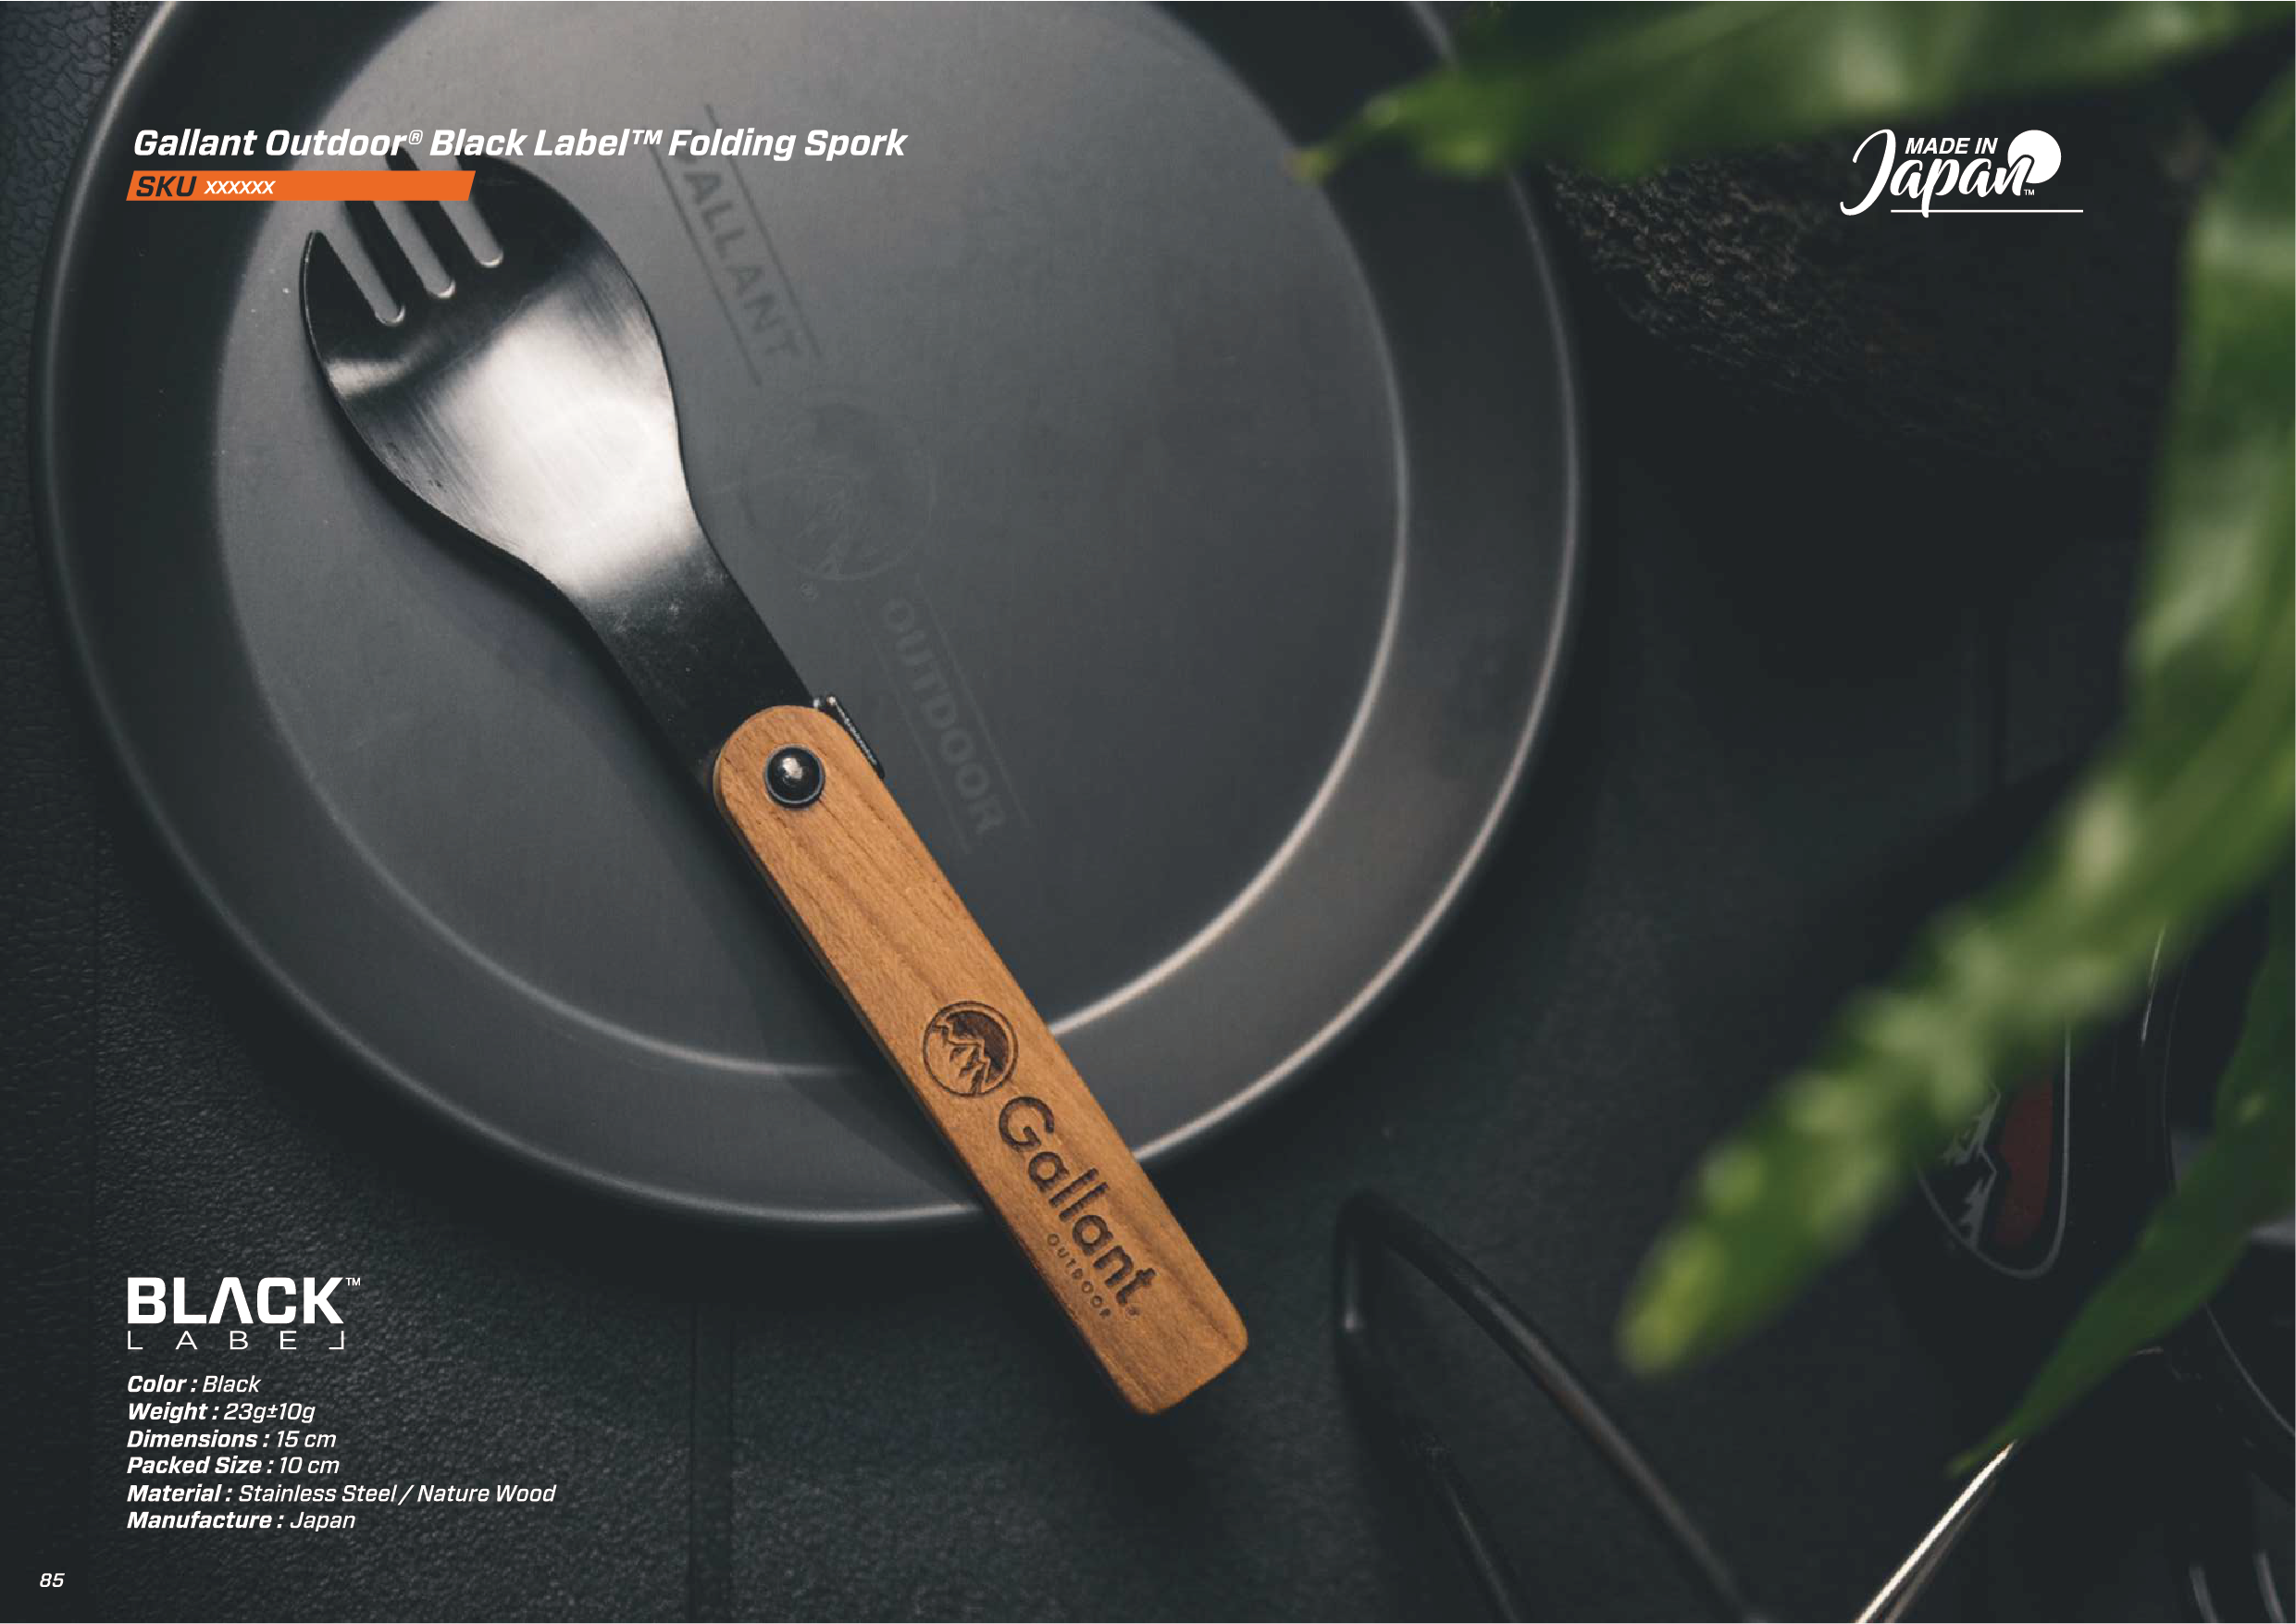 Gallant Outdoor® Black Label™ Folding Spork
SKU xxxxxx
MADE IN
Japan™
ALLANT
OUTDOOR
Gallant
OUTDOOR
BLACK™
LABEL
Color : Black
Weight : 23g±10g
Dimensions : 15 cm
Packed Size : 10 cm
Material : Stainless Steel / Nature Wood
Manufacture : Japan
85